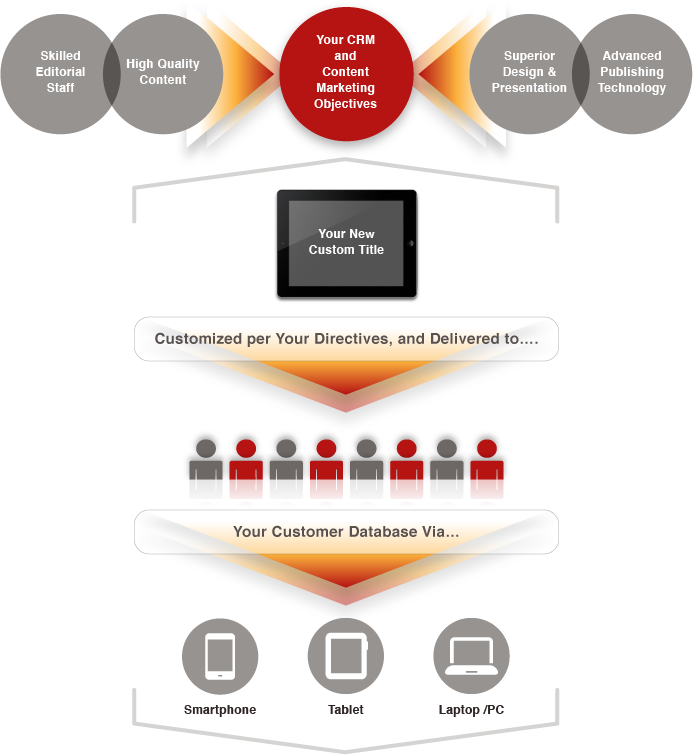 Skilled
Editorial
Staff
High Quality
Content
Your CRM
and
Content
Marketing
Objectives
Superior
Design &
Presentation
Advanced
Publishing
Technology
Your New
Custom Title
Customized per Your Directives, and Delivered to....
Your Customer Database Via...
Smartphone
Tablet
Laptop /PC